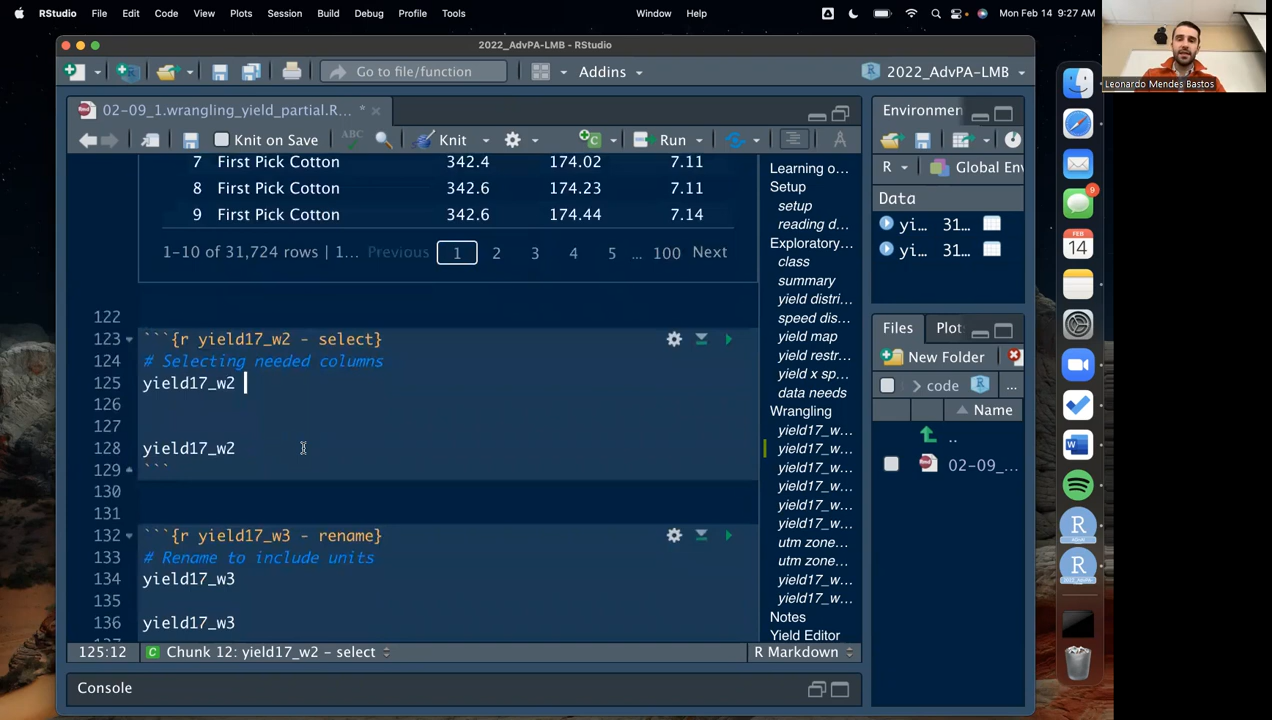 RStudio File Edit Code View Plots Session Build Debug Profile Tools Window Help Mon Feb 14 9:27 AM
2022_AdvPA-LMB - RStudio
Go to file/function Addins 2022_AdvPA-LMB
02-09_1.wrangling_yield_partial.R... *
Knit on Save ABC Knit Run
7 First Pick Cotton 342.4 174.02 7.11
8 First Pick Cotton 342.6 174.23 7.11
9 First Pick Cotton 342.6 174.44 7.14
1-10 of 31,724 rows | 1... Previous 1 2 3 4 5 ... 100 Next
122
123 ```{r yield17_w2 - select}
124 # Selecting needed columns
125 yield17_w2
126
127
128 yield17_w2
129 ```
130
131
132 ```{r yield17_w3 - rename}
133 # Rename to include units
134 yield17_w3
135
136 yield17_w3
125:12 Chunk 12: yield17_w2 - select R Markdown
Console
Learning o...
Setup
setup
reading d...
Exploratory...
class
summary
yield distri...
speed dis...
yield map
yield restr...
yield x sp...
data needs
Wrangling
yield17_w...
yield17_w...
yield17_w...
yield17_w...
yield17_w...
yield17_w...
utm zone...
utm zone...
yield17_w...
yield17_w...
Notes
Yield Editor
Environmen
R Global Env
Data
yi... 31...
yi... 31...
Files Plot
New Folder
code ...
Name
..
02-09_...
Leonardo Mendes Bastos
9
FEB
14